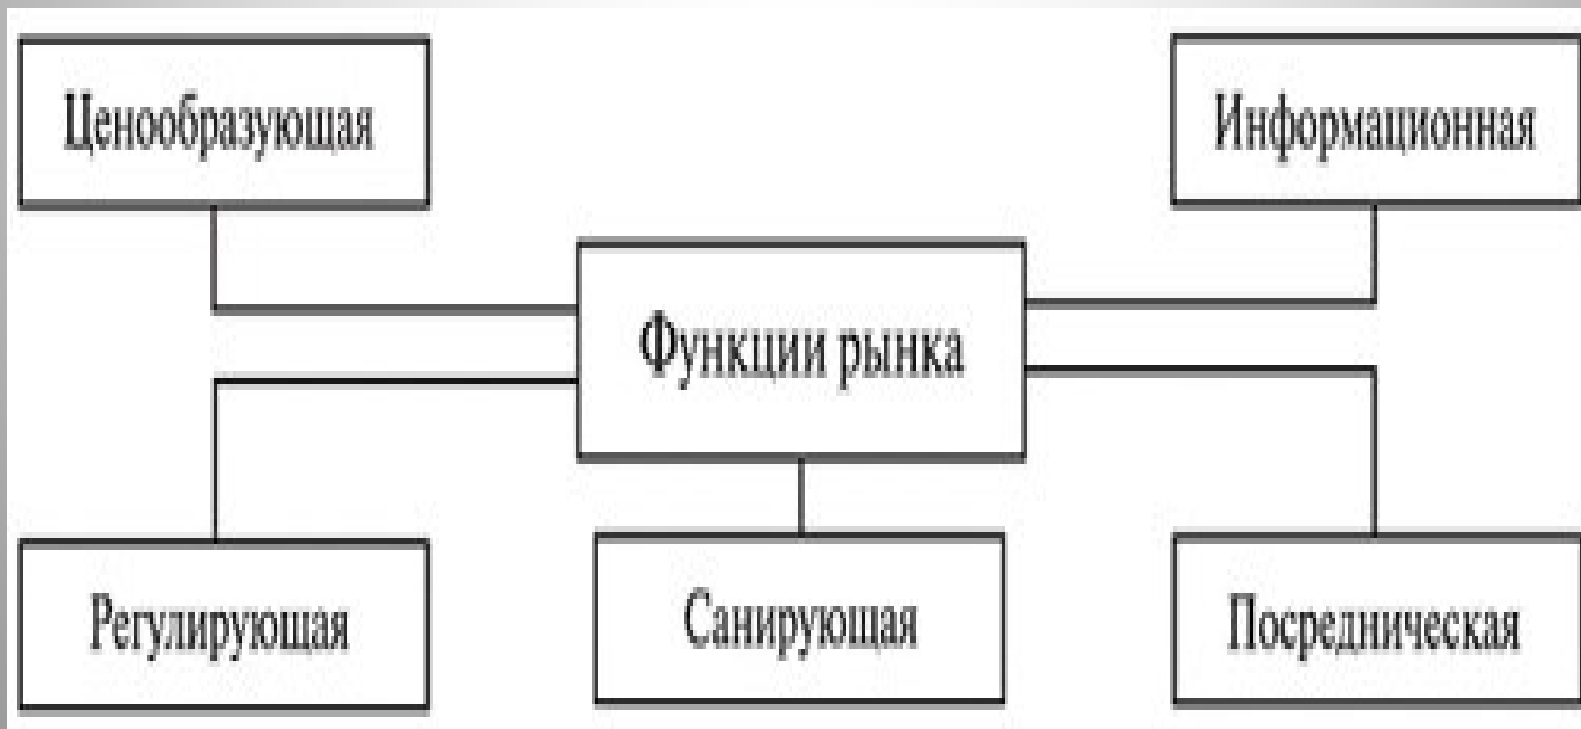 Ценообразующая
Информационная
Функции рынка
Регулирующая
Санирующая
Посредническая